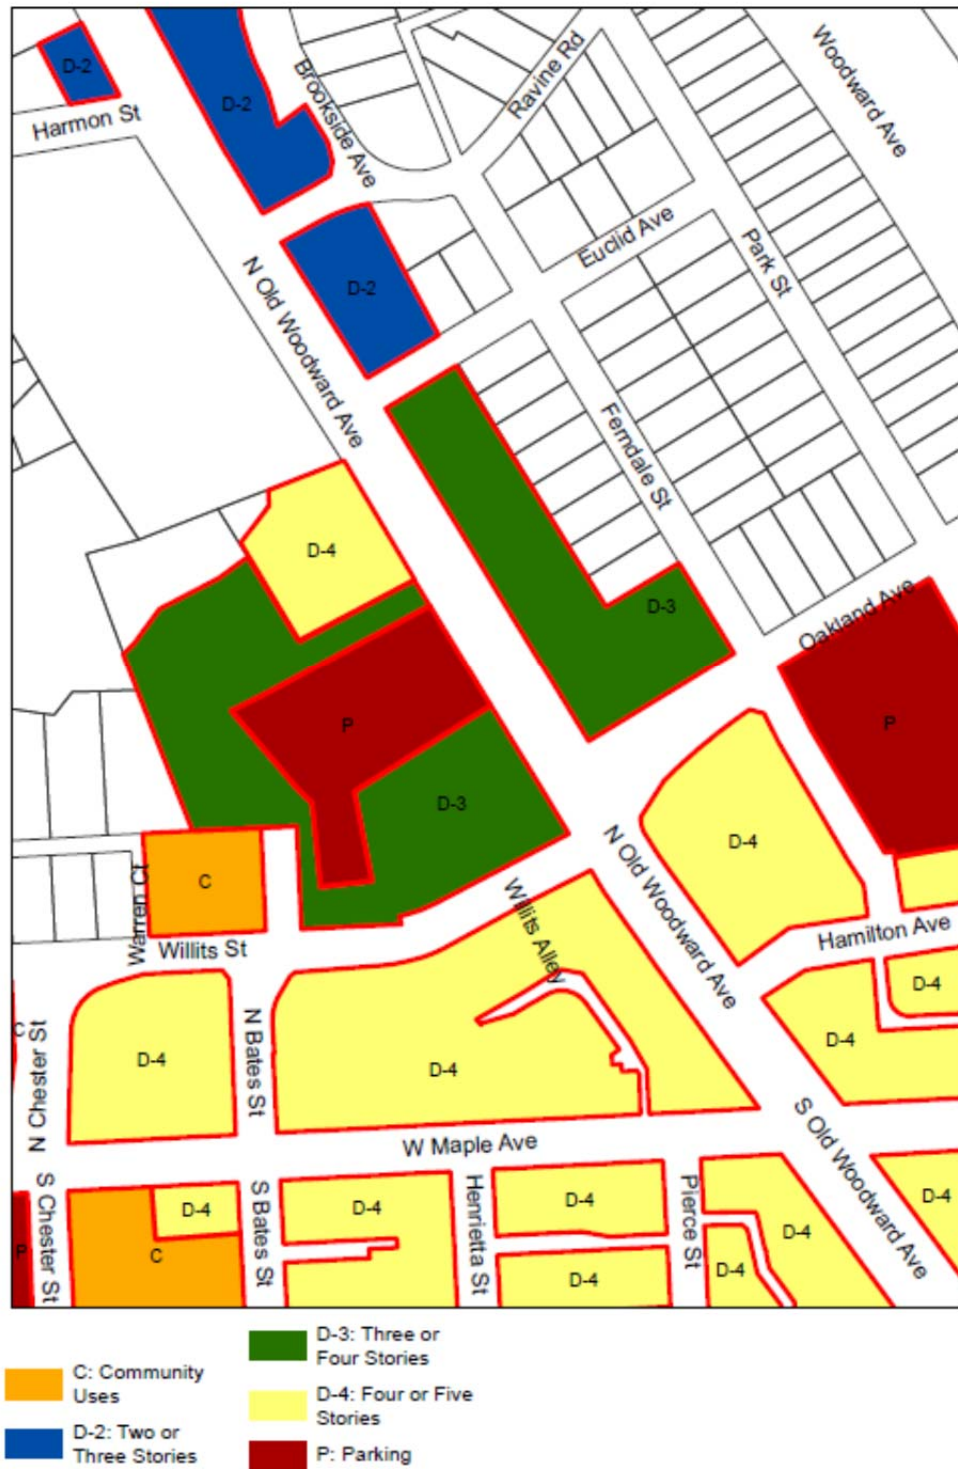 Woodward Ave
Ravine Rd
D-2
Brookside Ave
D-2
Harmon St
Euclid Ave
Park St
D-2
N Old Woodward Ave
Ferndale St
D-4
D-3
Oakland Ave
P
P
D-3
D-4
N Old Woodward Ave
Warren Ct
C
Willits Alley
Hamilton Ave
Willits St
D-4
C
N Chester St
D-4
N Bates St
D-4
D-4
W Maple Ave
S Old Woodward Ave
S Chester St
D-4
S Bates St
D-4
Henrietta St
D-4
Pierce St
D-4
D-4
P
C
D-4
D-4
C: Community
Uses
D-2: Two or
Three Stories
D-3: Three or
Four Stories
D-4: Four or Five
Stories
P: Parking